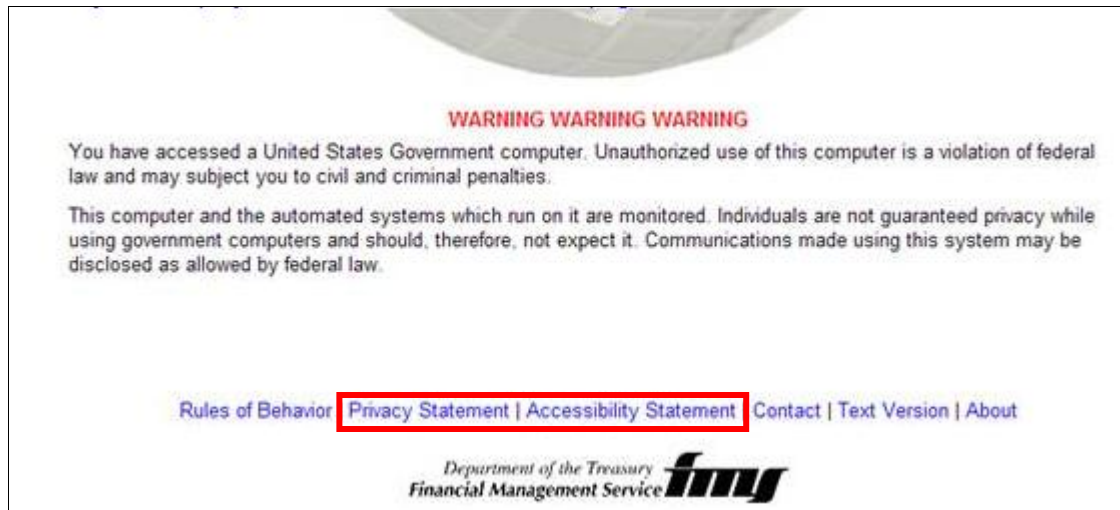 WARNING WARNING WARNING
You have accessed a United States Government computer. Unauthorized use of this computer is a violation of federal
law and may subject you to civil and criminal penalties.
This computer and the automated systems which run on it are monitored. Individuals are not guaranteed privacy while
using government computers and should, therefore, not expect it. Communications made using this system may be
disclosed as allowed by federal law.
Rules of Behavior Privacy Statement | Accessibility Statement Contact | Text Version | About
Department of the Treasury
Financial Management Service fms